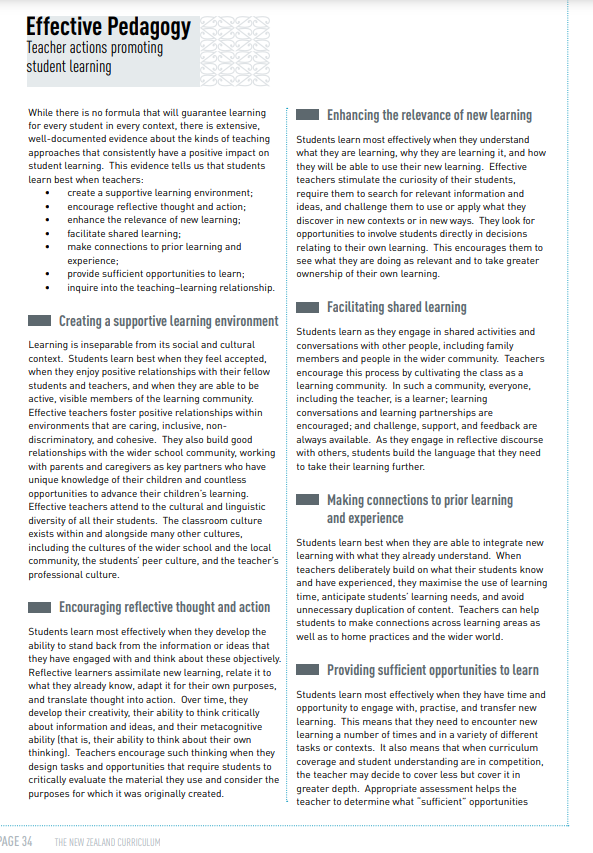 Effective Pedagogy
Teacher actions promoting
student learning
While there is no formula that will guarantee learning
for every student in every context, there is extensive,
well-documented evidence about the kinds of teaching
approaches that consistently have a positive impact on
student learning. This evidence tells us that students
learn best when teachers:
• create a supportive learning environment;
• encourage reflective thought and action;
• enhance the relevance of new learning;
• facilitate shared learning;
• make connections to prior learning and
experience;
• provide sufficient opportunities to learn;
• inquire into the teaching–learning relationship.
Creating a supportive learning environment
Learning is inseparable from its social and cultural
context. Students learn best when they feel accepted,
when they enjoy positive relationships with their fellow
students and teachers, and when they are able to be
active, visible members of the learning community.
Effective teachers foster positive relationships within
environments that are caring, inclusive, non-
discriminatory, and cohesive. They also build good
relationships with the wider school community, working
with parents and caregivers as key partners who have
unique knowledge of their children and countless
opportunities to advance their children's learning.
Effective teachers attend to the cultural and linguistic
diversity of all their students. The classroom culture
exists within and alongside many other cultures,
including the cultures of the wider school and the local
community, the students' peer culture, and the teacher's
professional culture.
Encouraging reflective thought and action
Students learn most effectively when they develop the
ability to stand back from the information or ideas that
they have engaged with and think about these objectively.
Reflective learners assimilate new learning, relate it to
what they already know, adapt it for their own purposes,
and translate thought into action. Over time, they
develop their creativity, their ability to think critically
about information and ideas, and their metacognitive
ability (that is, their ability to think about their own
thinking). Teachers encourage such thinking when they
design tasks and opportunities that require students to
critically evaluate the material they use and consider the
purposes for which it was originally created.
Enhancing the relevance of new learning
Students learn most effectively when they understand
what they are learning, why they are learning it, and how
they will be able to use their new learning. Effective
teachers stimulate the curiosity of their students,
require them to search for relevant information and
ideas, and challenge them to use or apply what they
discover in new contexts or in new ways. They look for
opportunities to involve students directly in decisions
relating to their own learning. This encourages them to
see what they are doing as relevant and to take greater
ownership of their own learning.
Facilitating shared learning
Students learn as they engage in shared activities and
conversations with other people, including family
members and people in the wider community. Teachers
encourage this process by cultivating the class as a
learning community. In such a community, everyone,
including the teacher, is a learner; learning
conversations and learning partnerships are
encouraged; and challenge, support, and feedback are
always available. As they engage in reflective discourse
with others, students build the language that they need
to take their learning further.
Making connections to prior learning
and experience
Students learn best when they are able to integrate new
learning with what they already understand. When
teachers deliberately build on what their students know
and have experienced, they maximise the use of learning
time, anticipate students' learning needs, and avoid
unnecessary duplication of content. Teachers can help
students to make connections across learning areas as
well as to home practices and the wider world.
Providing sufficient opportunities to learn
Students learn most effectively when they have time and
opportunity to engage with, practise, and transfer new
learning. This means that they need to encounter new
learning a number of times and in a variety of different
tasks or contexts. It also means that when curriculum
coverage and student understanding are in competition,
the teacher may decide to cover less but cover it in
greater depth. Appropriate assessment helps the
teacher to determine what "sufficient" opportunities
PAGE 34 THE NEW ZEALAND CURRICULUM